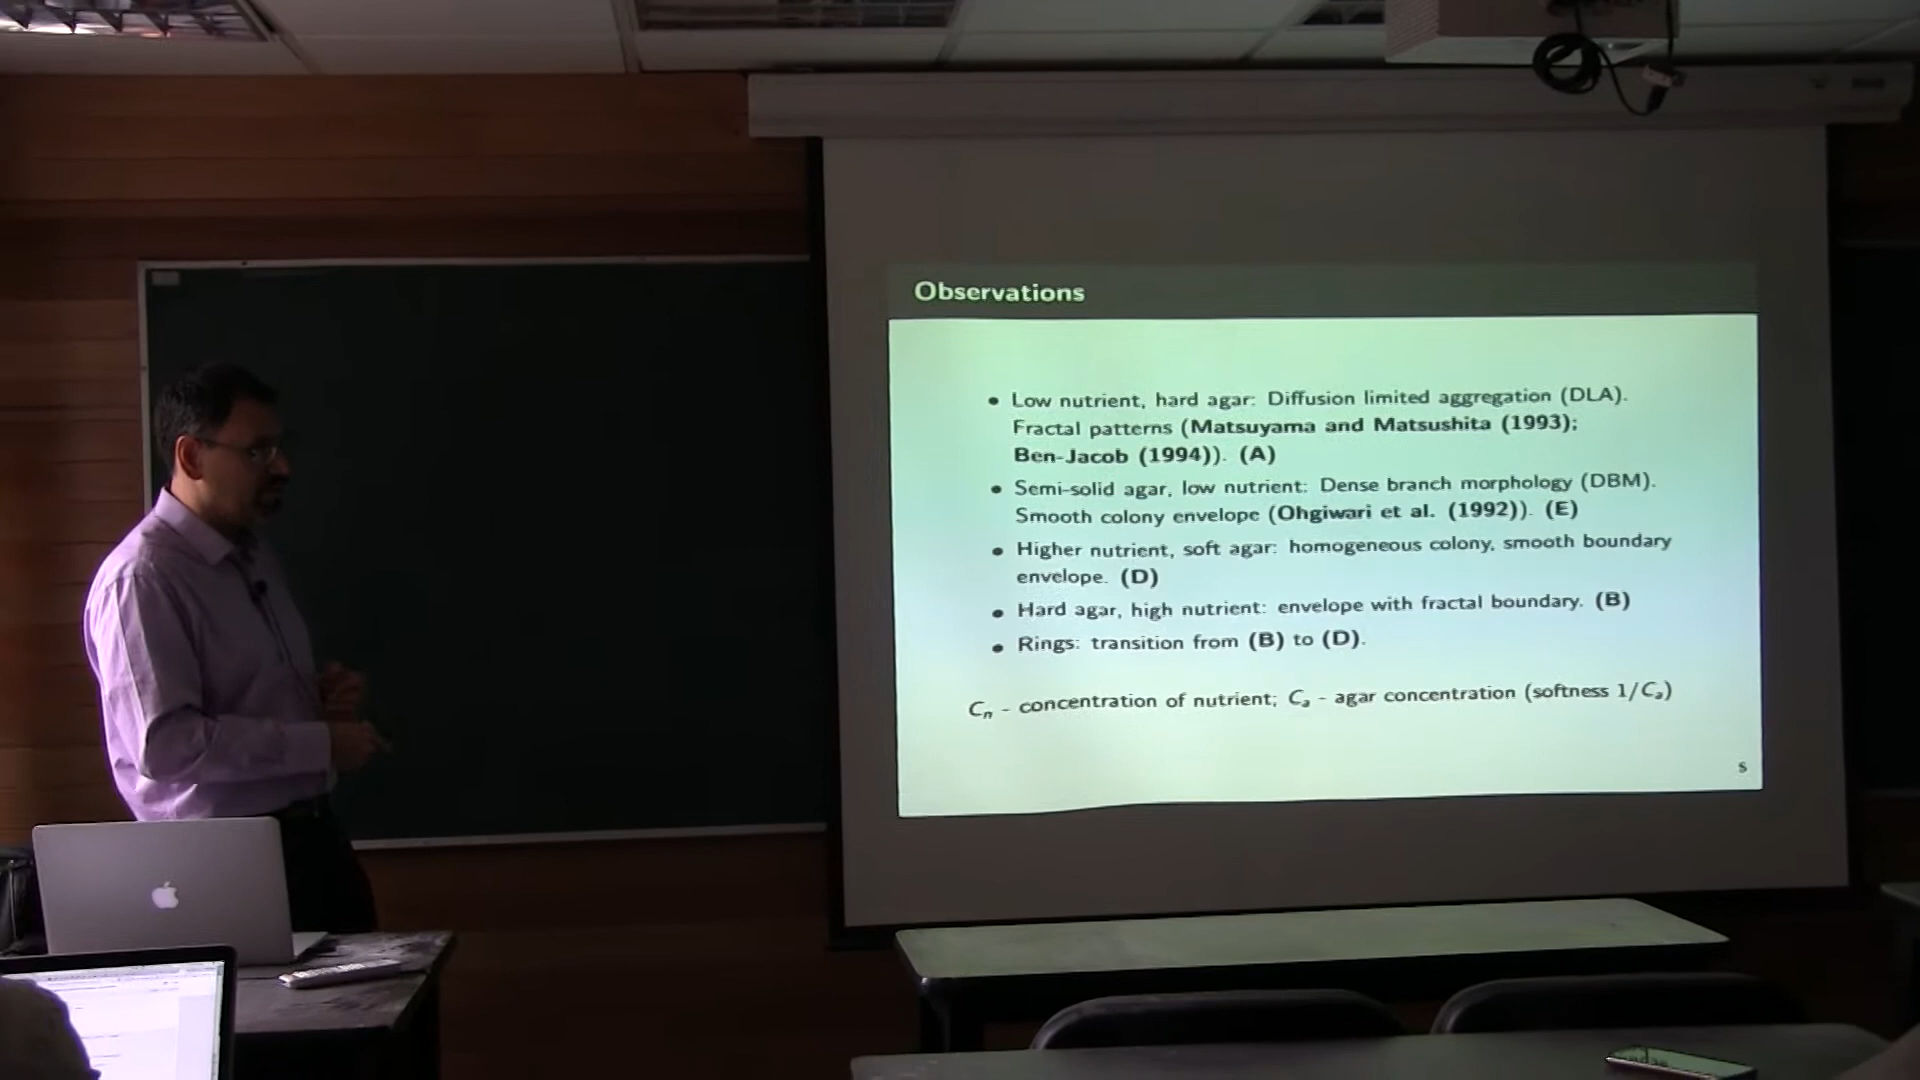 Observations
• Low nutrient, hard agar: Diffusion limited aggregation (DLA).
Fractal patterns (Matsuyama and Matsushita (1993);
Ben-Jacob (1994)). (A)
• Semi-solid agar, low nutrient: Dense branch morphology (DBM).
Smooth colony envelope (Ohgiwari et al. (1992)). (E)
• Higher nutrient, soft agar: homogeneous colony, smooth boundary
envelope. (D)
• Hard agar, high nutrient: envelope with fractal boundary. (B)
• Rings: transition from (B) to (D).
Cₙ - concentration of nutrient; Cₐ - agar concentration (softness 1/Cₐ)